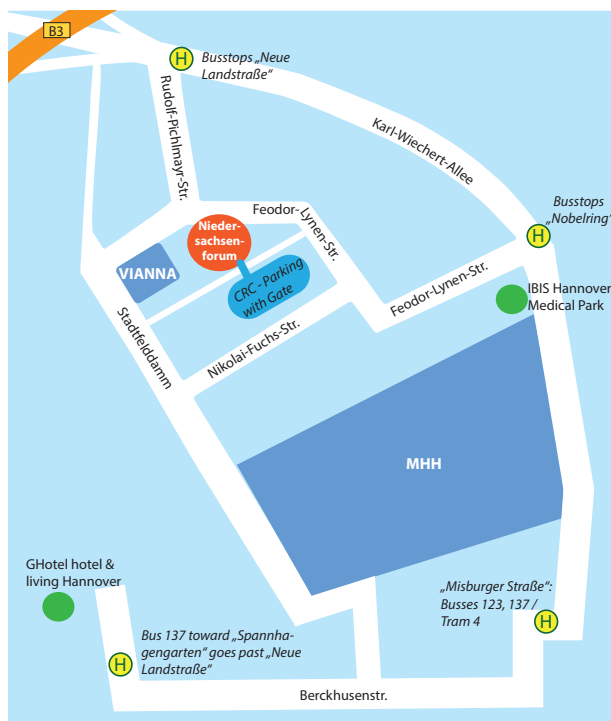 B3
H
Busstops „Neue
Landstraße“
Rudolf-Pichlmayr-Str.
Karl-Wiechert-Allee
Busstops
„Nobelring“
H
Feodor-
Lynen-Str.
Nieder-
sachsen-
forum
VIANNA
CRC - Parking
with Gate
Feodor-Lynen-Str.
IBIS Hannover
Medical Park
Stadtfelddamm
Nikolai-Fuchs-Str.
MHH
GHotel hotel &
living Hannover
„Misburger Straße“:
Busses 123, 137 /
Tram 4
H
Bus 137 toward „Spannha-
gengarten“ goes past „Neue
Landstraße“
H
Berckhusenstr.